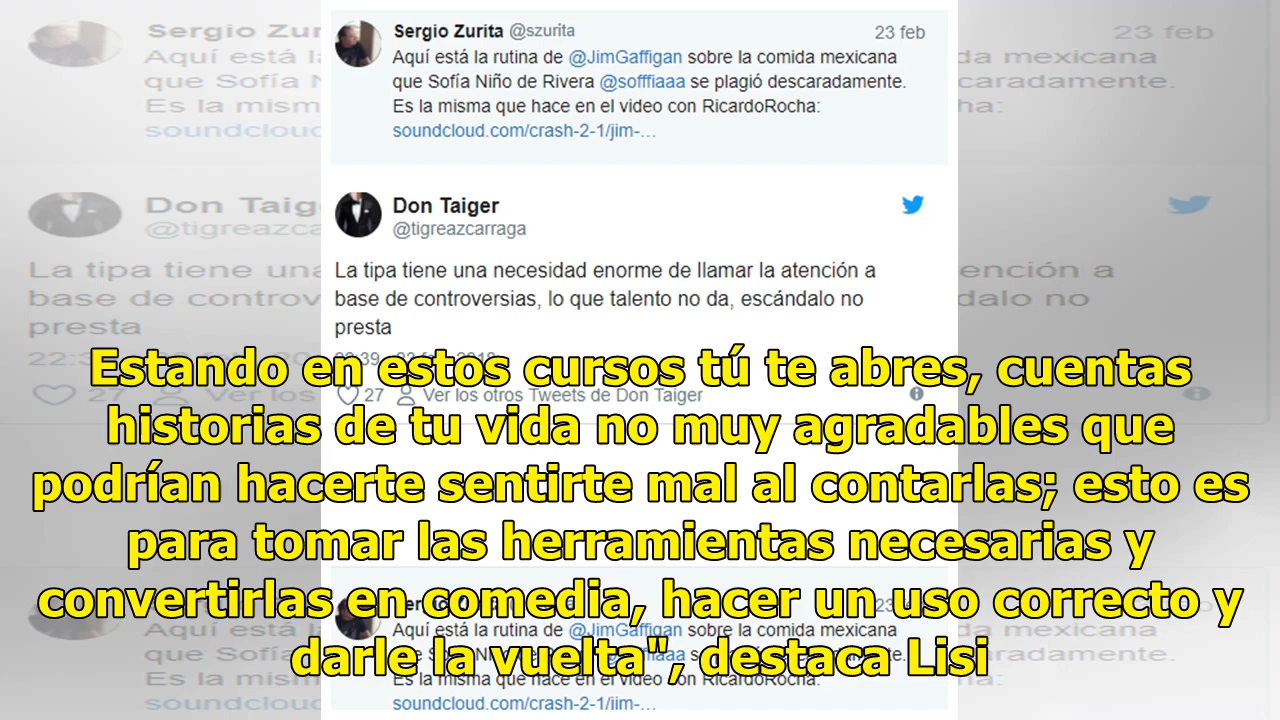 Sergio Zurita @szurita
23 feb
Aquí está la rutina de @JimGaffigan sobre la comida mexicana
que Sofía Niño de Rivera @sofffiaaa se plagió descaradamente.
Es la misma que hace en el video con RicardoRocha:
soundcloud.com/crash-2-1/jim-…
Don Taiger
@tigreazcarraga
La tipa tiene una necesidad enorme de llamar la atención a
base de controversias, lo que talento no da, escándalo no
presta
27
Ver los otros Tweets de Don Taiger
Estando en estos cursos tú te abres, cuentas
historias de tu vida no muy agradables que
podrían hacerte sentirte mal al contarlas; esto es
para tomar las herramientas necesarias y
convertirlas en comedia, hacer un uso correcto y
darle la vuelta", destaca Lisi
Aquí está la rutina de @JimGaffigan sobre la comida mexicana
Es la misma que hace en el video con RicardoRocha:
soundcloud.com/crash-2-1/jim-…